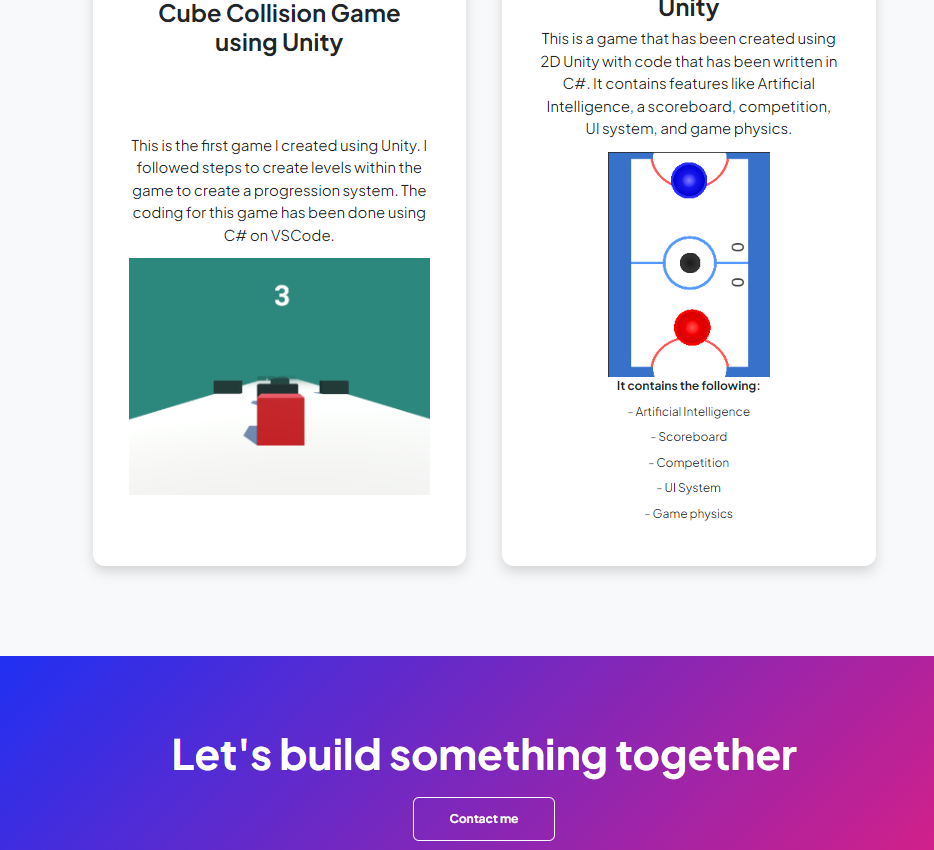 Cube Collision Game
using Unity
This is the first game I created using Unity. I
followed steps to create levels within the
game to create a progression system. The
coding for this game has been done using
C# on VSCode.
3
Unity
This is a game that has been created using
2D Unity with code that has been written in
C#. It contains features like Artificial
Intelligence, a scoreboard, competition,
UI system, and game physics.
0
0
It contains the following:
- Artificial Intelligence
- Scoreboard
- Competition
- UI System
- Game physics
Let's build something together
Contact me